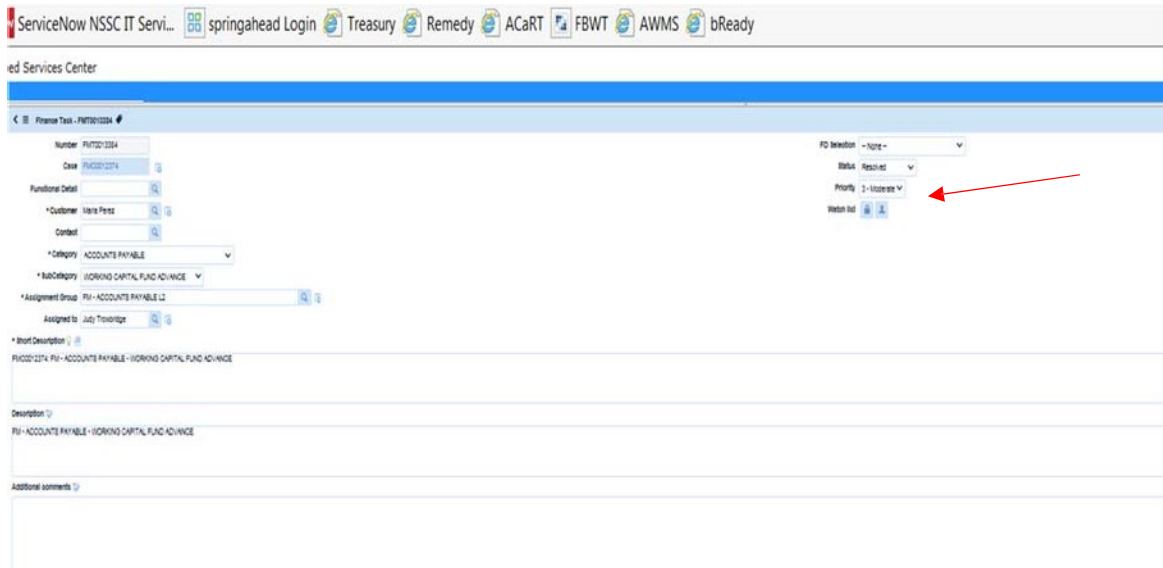 ServiceNow NSSC IT Servi... springahead Login Treasury Remedy ACaRT FBWT AWMS bReady
ed Services Center
Finance Task - FMT0013384
Number FMT0013384
Case FMC0012374
Functional Detail
* Customer Maria Perez
Contact
* Category ACCOUNTS PAYABLE
* SubCategory WORKING CAPITAL FUND ADVANCE
* Assignment Group FM - ACCOUNTS PAYABLE L2
Assigned to Judy Trowbridge
FD Selection -- None --
Status Resolved
Priority 3 - Moderate
Watch list
* Short Description
FMC0012374: FM - ACCOUNTS PAYABLE - WORKING CAPITAL FUND ADVANCE
Description
FM - ACCOUNTS PAYABLE - WORKING CAPITAL FUND ADVANCE
Additional comments